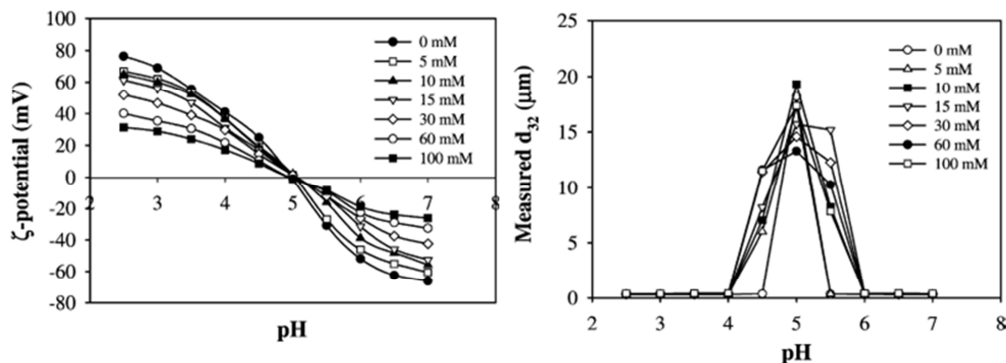 100
80
60
40
20
0
-20
-40
-60
-80
ζ-potential (mV)
2 3 4 5 6 7 8
pH
0 mM
5 mM
10 mM
15 mM
30 mM
60 mM
100 mM
25
20
15
10
5
0
Measured d32 (μm)
2 3 4 5 6 7 8
pH
0 mM
5 mM
10 mM
15 mM
30 mM
60 mM
100 mM